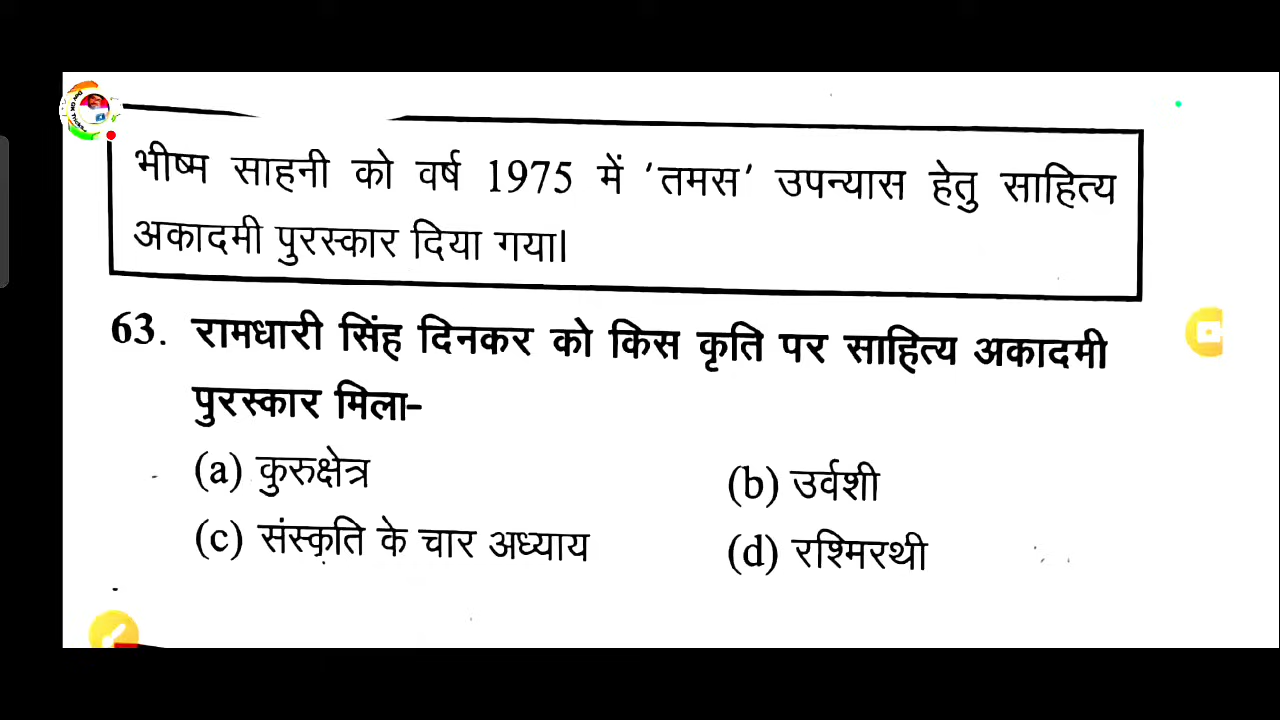 भीष्म साहनी को वर्ष 1975 में 'तमस' उपन्यास हेतु साहित्य
अकादमी पुरस्कार दिया गया।
63. रामधारी सिंह दिनकर को किस कृति पर साहित्य अकादमी
पुरस्कार मिला-
(a) कुरुक्षेत्र (b) उर्वशी
(c) संस्कृति के चार अध्याय (d) रश्मिरथी